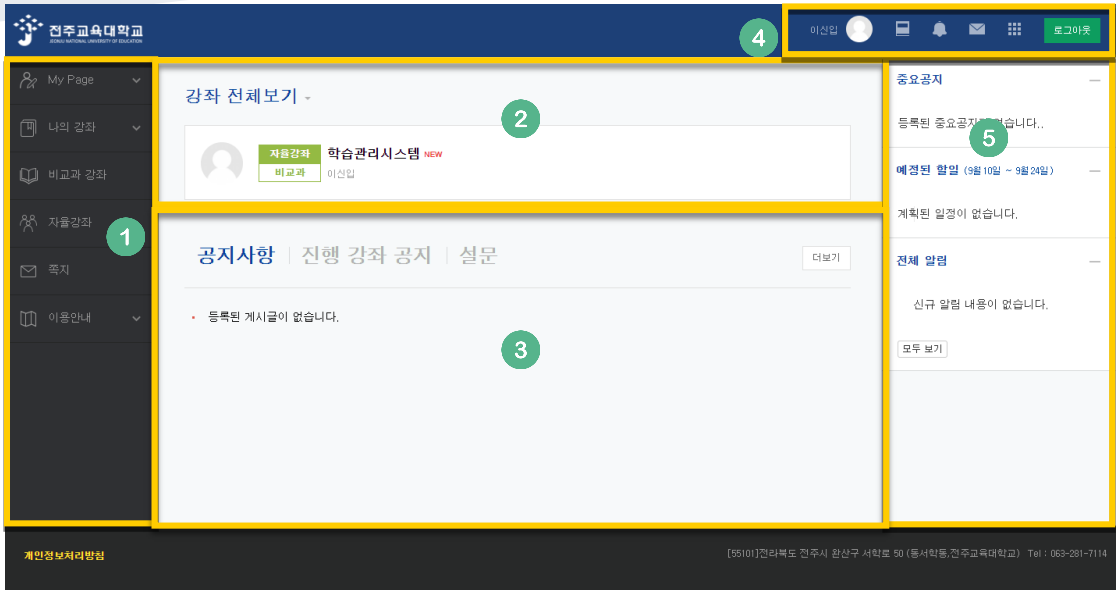 전주교육대학교
JEONJU NATIONAL UNIVERSITY OF EDUCATION
4
이신입
로그아웃
My Page
나의 강좌
비교과 강좌
자율강좌
1
쪽지
이용안내
강좌 전체보기
2
자율강좌
비교과
학습관리시스템 NEW
이신입
공지사항
진행 강좌 공지
설문
더보기
등록된 게시글이 없습니다.
3
중요공지
등록된 중요공지 없습니다..
5
예정된 할일 (9월 10일 ~ 9월 24일)
계획된 일정이 없습니다.
전체 알림
신규 알림 내용이 없습니다.
모두 보기
개인정보처리방침
[55101]전라북도 전주시 완산구 서학로 50 (동서학동,전주교육대학교) Tel : 063-281-7114